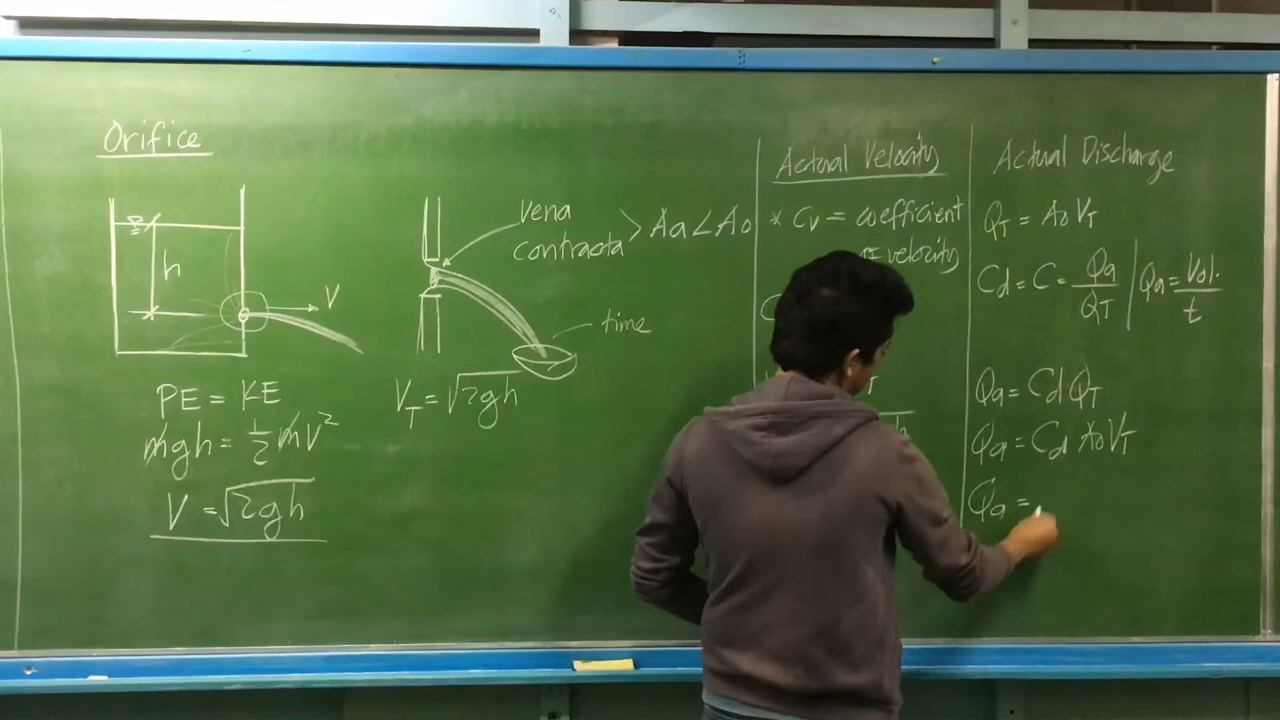 Orifice
h
V
PE = KE
mgh = 1/2 mV²
V = √2gh
Vena
contracta > Aa < Ao
time
V_T = √2gh
Actual Velocity
* Cv = coefficient
of velocity
C
h
Actual Discharge
Q_T = Ao V_T
Cd = C = Qa/Q_T | Qa = Vol./t
Qa = Cd Q_T
Qa = Cd Ao V_T
Qa =